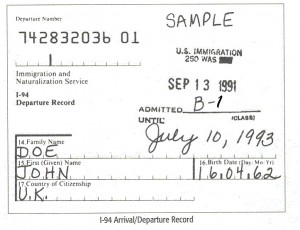 Departure Number
SAMPLE
742832036 01
U.S. IMMIGRATION
250 WAS
Immigration and
Naturalization Service
SEP 13 1991
I-94
Departure Record
ADMITTED B-1
UNTIL (CLASS)
July 10, 1993
14. Family Name
DOE
15. First (Given) Name
16. Birth Date (Day Mo Yr)
JOHN
16,04,62
17. Country of Citizenship
U.K.
I-94 Arrival/Departure Record